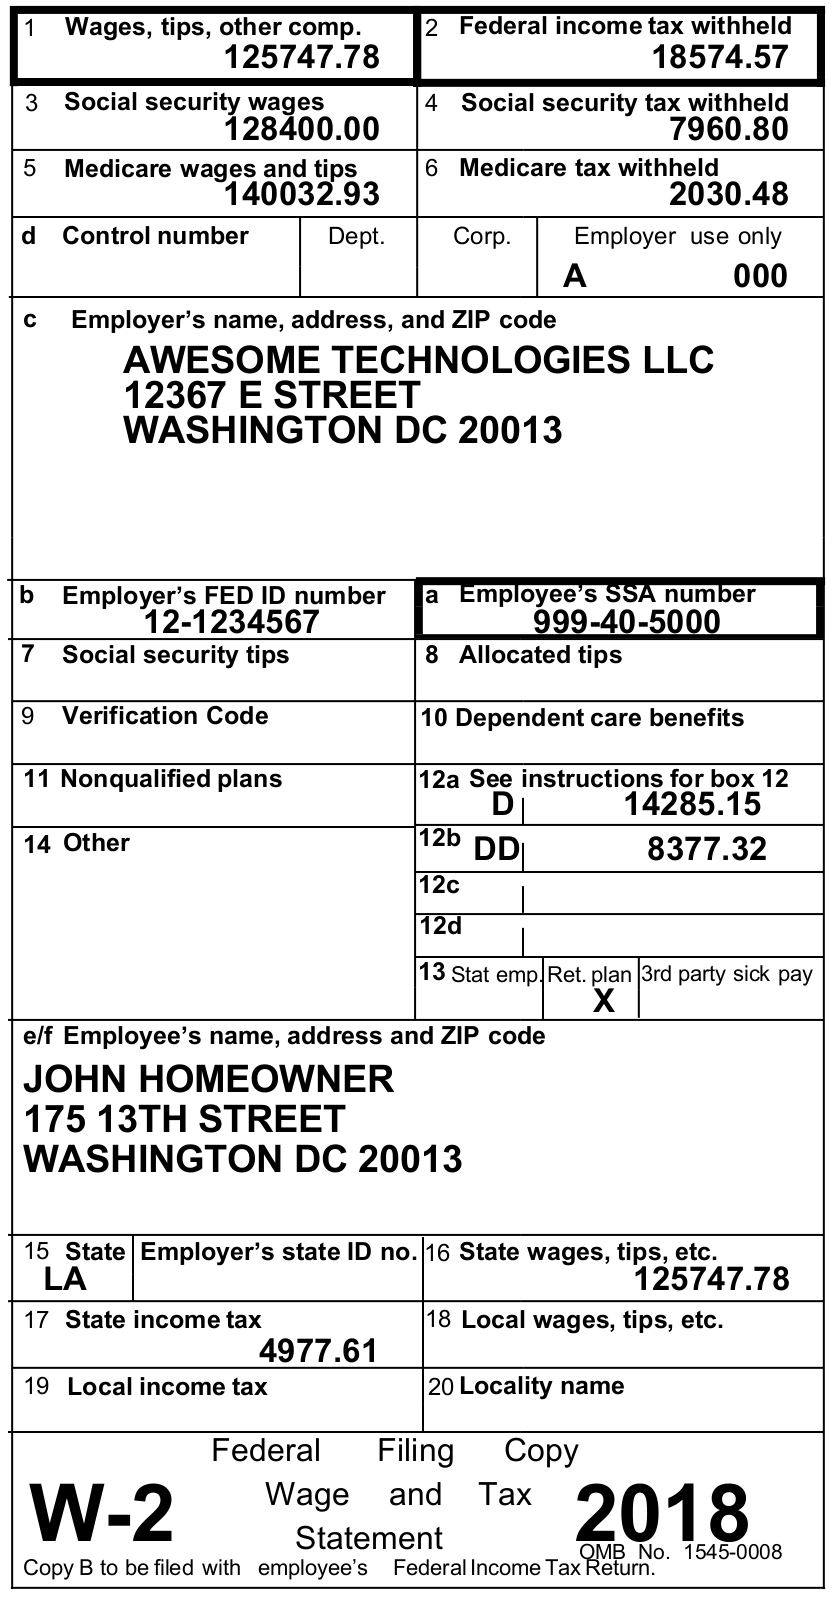 1 Wages, tips, other comp.
125747.78
2 Federal income tax withheld
18574.57
3 Social security wages
128400.00
4 Social security tax withheld
7960.80
5 Medicare wages and tips
140032.93
6 Medicare tax withheld
2030.48
d Control number
Dept.
Corp.
Employer use only
A 000
c Employer’s name, address, and ZIP code
AWESOME TECHNOLOGIES LLC
12367 E STREET
WASHINGTON DC 20013
b Employer’s FED ID number
12-1234567
a Employee’s SSA number
999-40-5000
7 Social security tips
8 Allocated tips
9 Verification Code
10 Dependent care benefits
11 Nonqualified plans
12a See instructions for box 12
D 14285.15
14 Other
12b DD 8377.32
12c
12d
13 Stat emp. Ret. plan 3rd party sick pay
X
e/f Employee’s name, address and ZIP code
JOHN HOMEOWNER
175 13TH STREET
WASHINGTON DC 20013
15 State Employer’s state ID no.
LA
16 State wages, tips, etc.
125747.78
17 State income tax
4977.61
18 Local wages, tips, etc.
19 Local income tax
20 Locality name
Federal Filing Copy
W-2 Wage and Tax 2018
Statement
OMB No. 1545-0008
Copy B to be filed with employee’s Federal Income Tax Return.